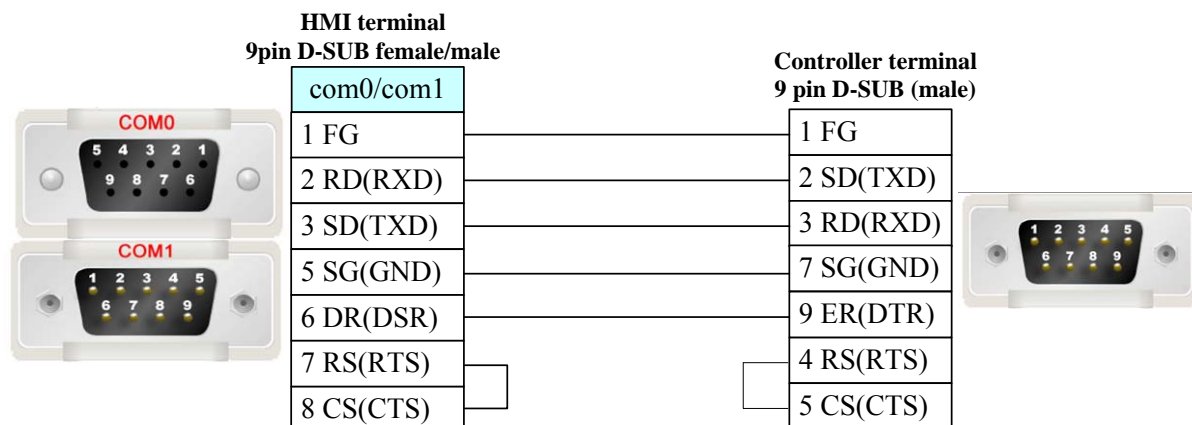 HMI terminal
9pin D-SUB female/male
com0/com1
1 FG
2 RD(RXD)
3 SD(TXD)
5 SG(GND)
6 DR(DSR)
7 RS(RTS)
8 CS(CTS)
Controller terminal
9 pin D-SUB (male)
1 FG
2 SD(TXD)
3 RD(RXD)
7 SG(GND)
9 ER(DTR)
4 RS(RTS)
5 CS(CTS)
COM0
5 4 3 2 1
9 8 7 6
COM1
1 2 3 4 5
6 7 8 9
1 2 3 4 5
6 7 8 9